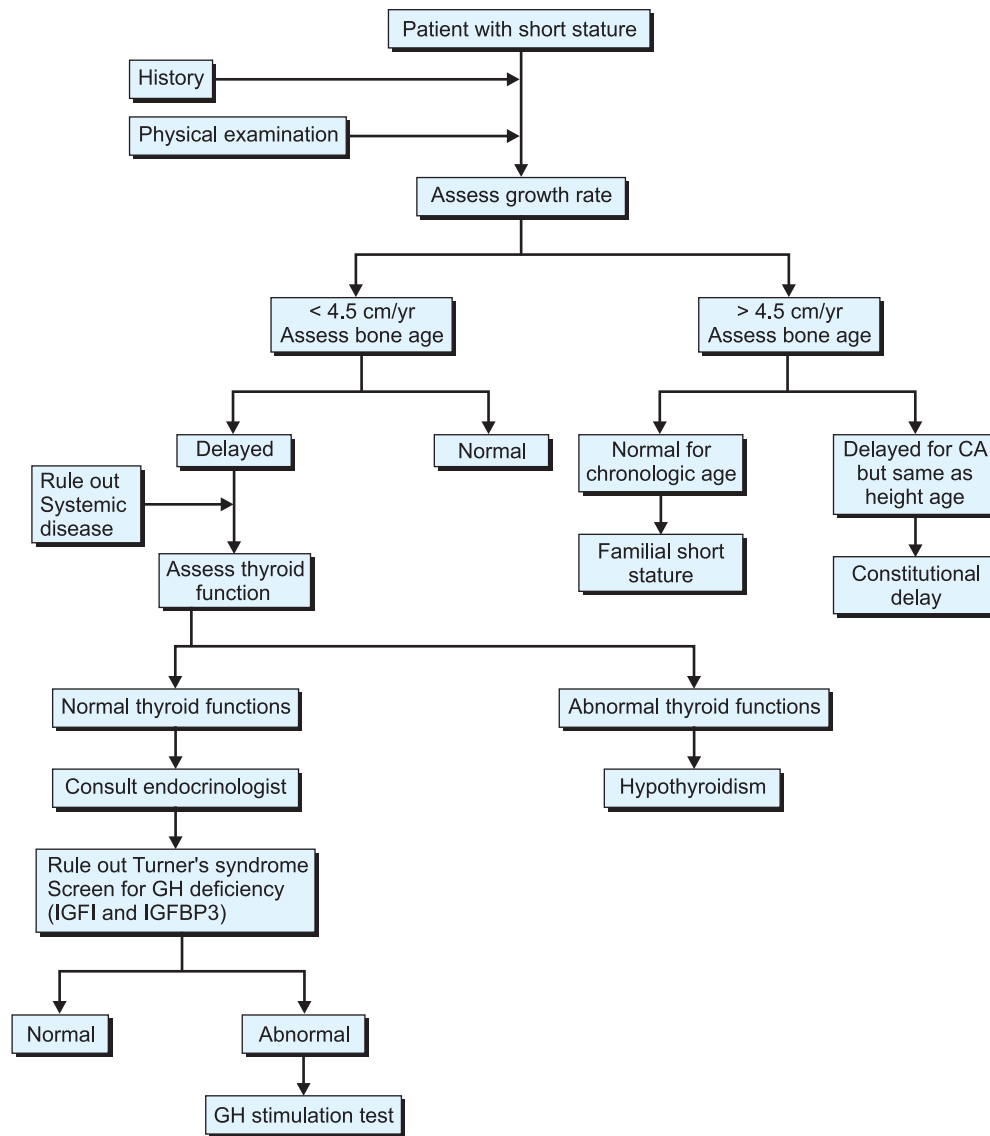 Patient with short stature
History
Physical examination
Assess growth rate
< 4.5 cm/yr
Assess bone age
> 4.5 cm/yr
Assess bone age
Delayed
Normal
Normal for
chronologic age
Delayed for CA
but same as
height age
Rule out
Systemic
disease
Familial short
stature
Constitutional
delay
Assess thyroid
function
Normal thyroid functions
Abnormal thyroid functions
Consult endocrinologist
Hypothyroidism
Rule out Turner's syndrome
Screen for GH deficiency
(IGFI and IGFBP3)
Normal
Abnormal
GH stimulation test